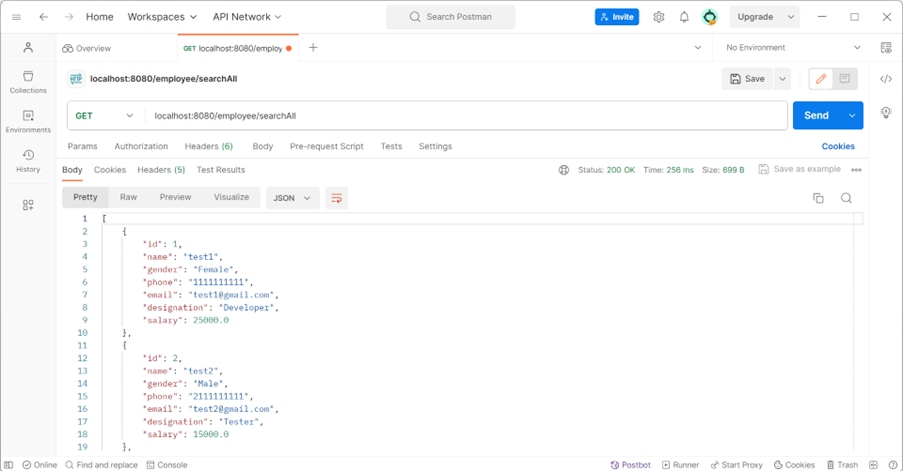 Home Workspaces API Network Search Postman Invite Upgrade
Overview GET localhost:8080/employ No Environment
HTTP localhost:8080/employee/searchAll Save
Collections
GET localhost:8080/employee/searchAll Send
Environments
Params Authorization Headers (6) Body Pre-request Script Tests Settings Cookies
History
Body Cookies Headers (5) Test Results Status: 200 OK Time: 256 ms Size: 699 B Save as example
Pretty Raw Preview Visualize JSON
1 [
2 {
3 "id": 1,
4 "name": "test1",
5 "gender": "Female",
6 "phone": "1111111111",
7 "email": "test1@gmail.com",
8 "designation": "Developer",
9 "salary": 25000.0
10 },
11 {
12 "id": 2,
13 "name": "test2",
14 "gender": "Male",
15 "phone": "2111111111",
16 "email": "test2@gmail.com",
17 "designation": "Tester",
18 "salary": 15000.0
19 },
Online Find and replace Console Postbot Runner Start Proxy Cookies Trash